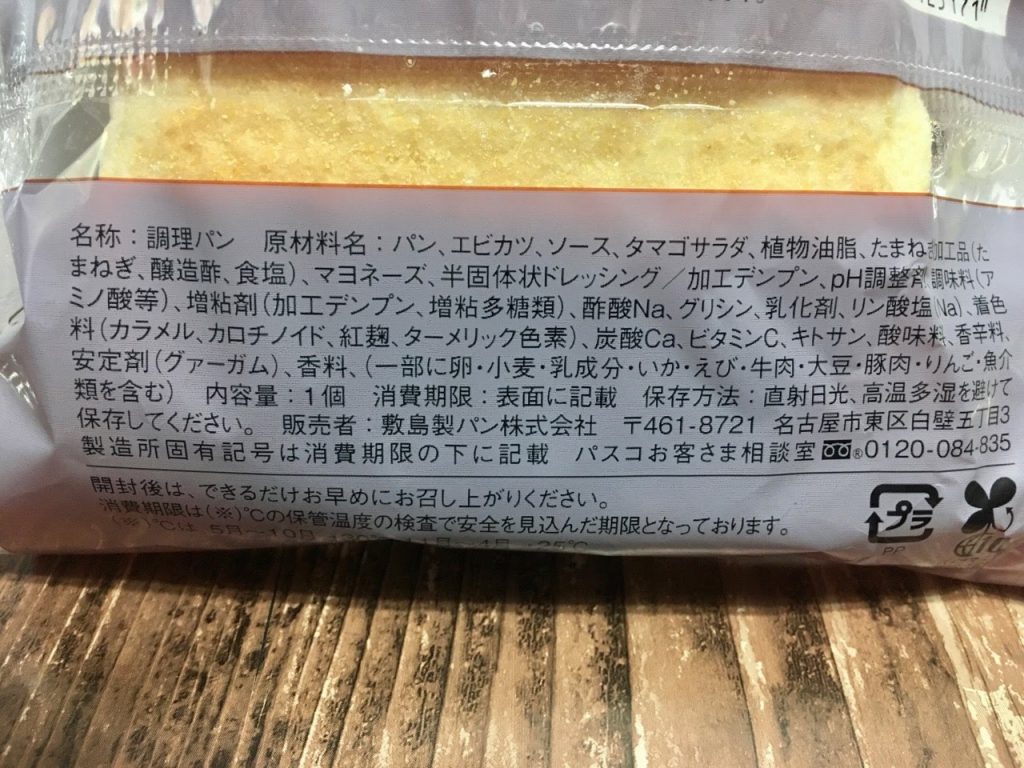 名称：調理パン　原材料名：パン、エビカツ、ソース、タマゴサラダ、植物油脂、たまねぎ加工品（た
まねぎ、醸造酢、食塩）、マヨネーズ、半固体状ドレッシング／加工デンプン、pH調整剤、調味料（ア
ミノ酸等）、増粘剤（加工デンプン、増粘多糖類）、酢酸Na、グリシン、乳化剤、リン酸塩(Na)、着色
料（カラメル、カロチノイド、紅麹、ターメリック色素）、炭酸Ca、ビタミンC、キトサン、酸味料、香辛料、
安定剤（グァーガム）、香料、（一部に卵・小麦・乳成分・いか・えび・牛肉・大豆・豚肉・りんご・魚介
類を含む）　内容量：1個　消費期限：表面に記載　保存方法：直射日光、高温多湿を避けて
保存してください。　販売者：敷島製パン株式会社　〒461-8721　名古屋市東区白壁五丁目3
製造所固有記号は消費期限の下に記載　パスコお客さま相談室 ®0120-084-835
開封後は、できるだけお早めにお召し上がりください。
消費期限は(※)℃の保管温度の検査で安全を見込んだ期限となっております。
(※)℃は、5月〜10月
プラ
PP